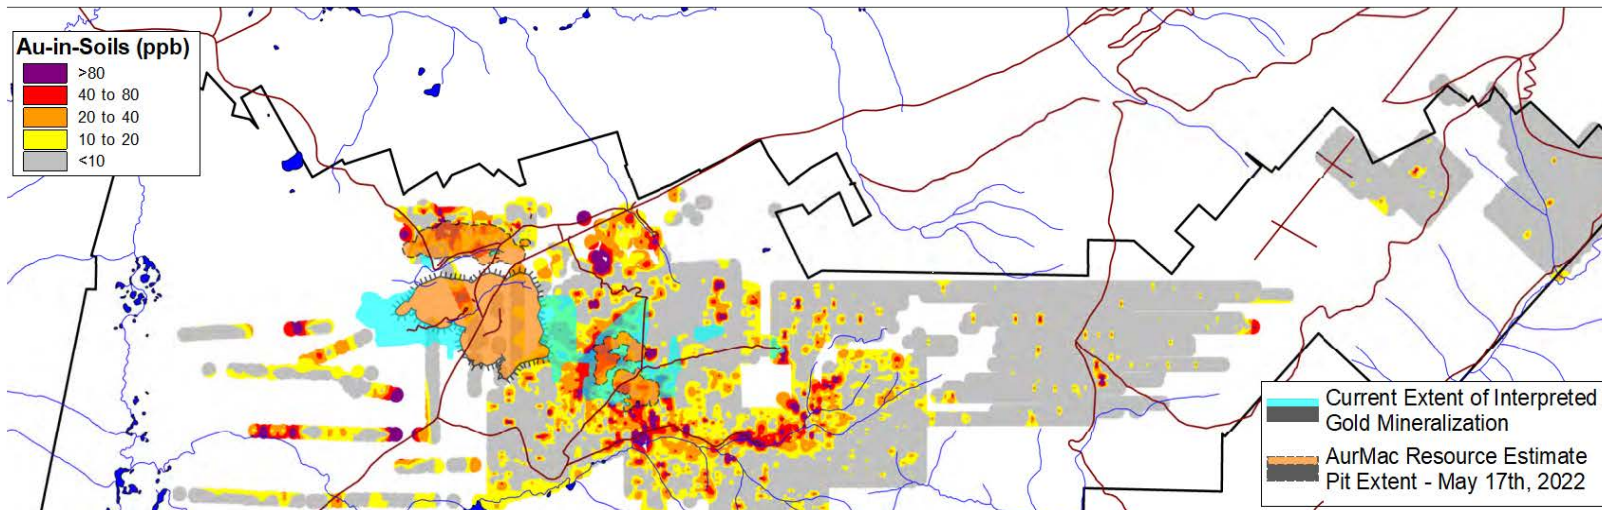 Au-in-Soils (ppb)
>80
40 to 80
20 to 40
10 to 20
<10
Current Extent of Interpreted
Gold Mineralization
AurMac Resource Estimate
Pit Extent - May 17th, 2022